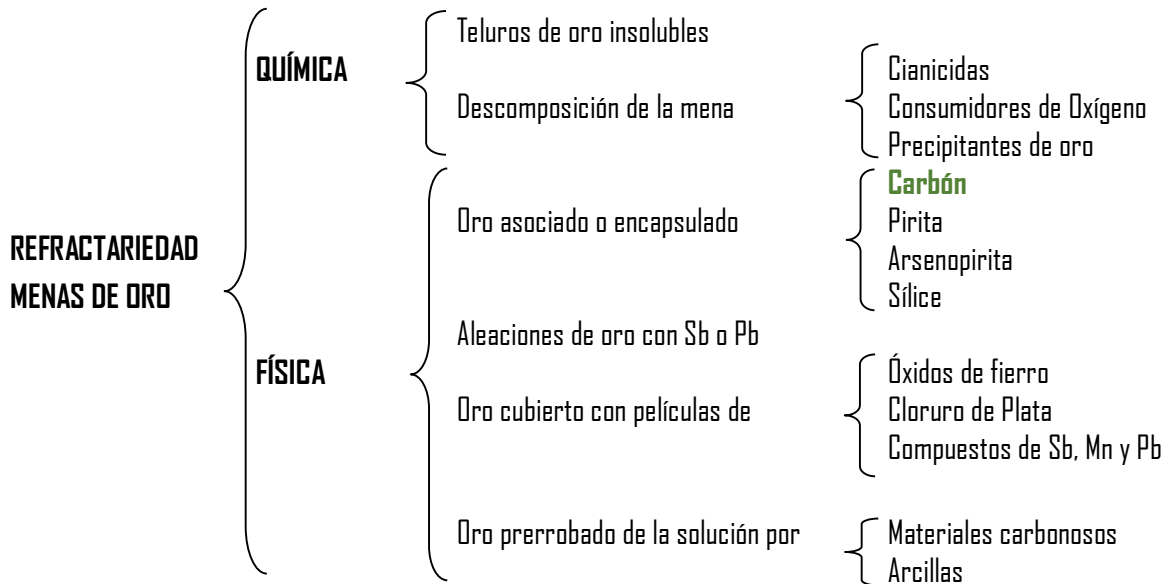 REFRACTARIEDAD
MENAS DE ORO
QUÍMICA
Teluros de oro insolubles
Descomposición de la mena
Cianicidas
Consumidores de Oxígeno
Precipitantes de oro
FÍSICA
Oro asociado o encapsulado
Carbón
Pirita
Arsenopirita
Sílice
Aleaciones de oro con Sb o Pb
Oro cubierto con películas de
Óxidos de fierro
Cloruro de Plata
Compuestos de Sb, Mn y Pb
Oro prerrobado de la solución por
Materiales carbonosos
Arcillas